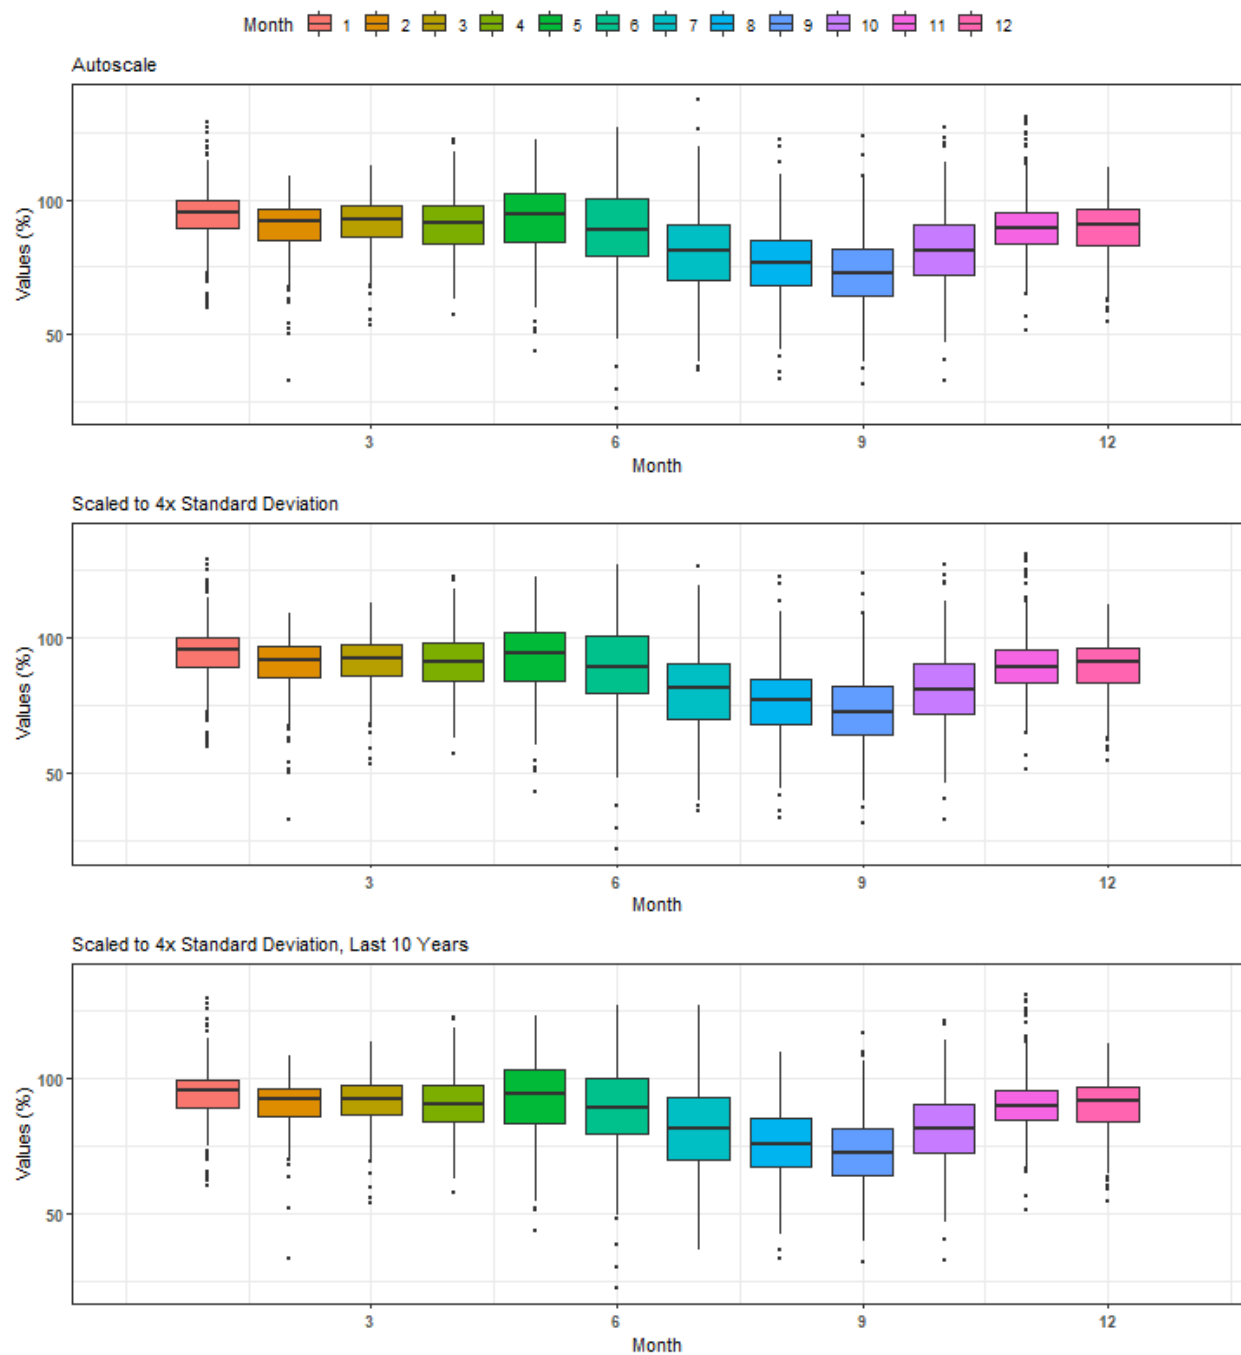 Month 1 2 3 4 5 6 7 8 9 10 11 12
Autoscale
Values (%)
100
50
3 6 9 12
Month
Scaled to 4x Standard Deviation
Values (%)
100
50
3 6 9 12
Month
Scaled to 4x Standard Deviation, Last 10 Years
Values (%)
100
50
3 6 9 12
Month